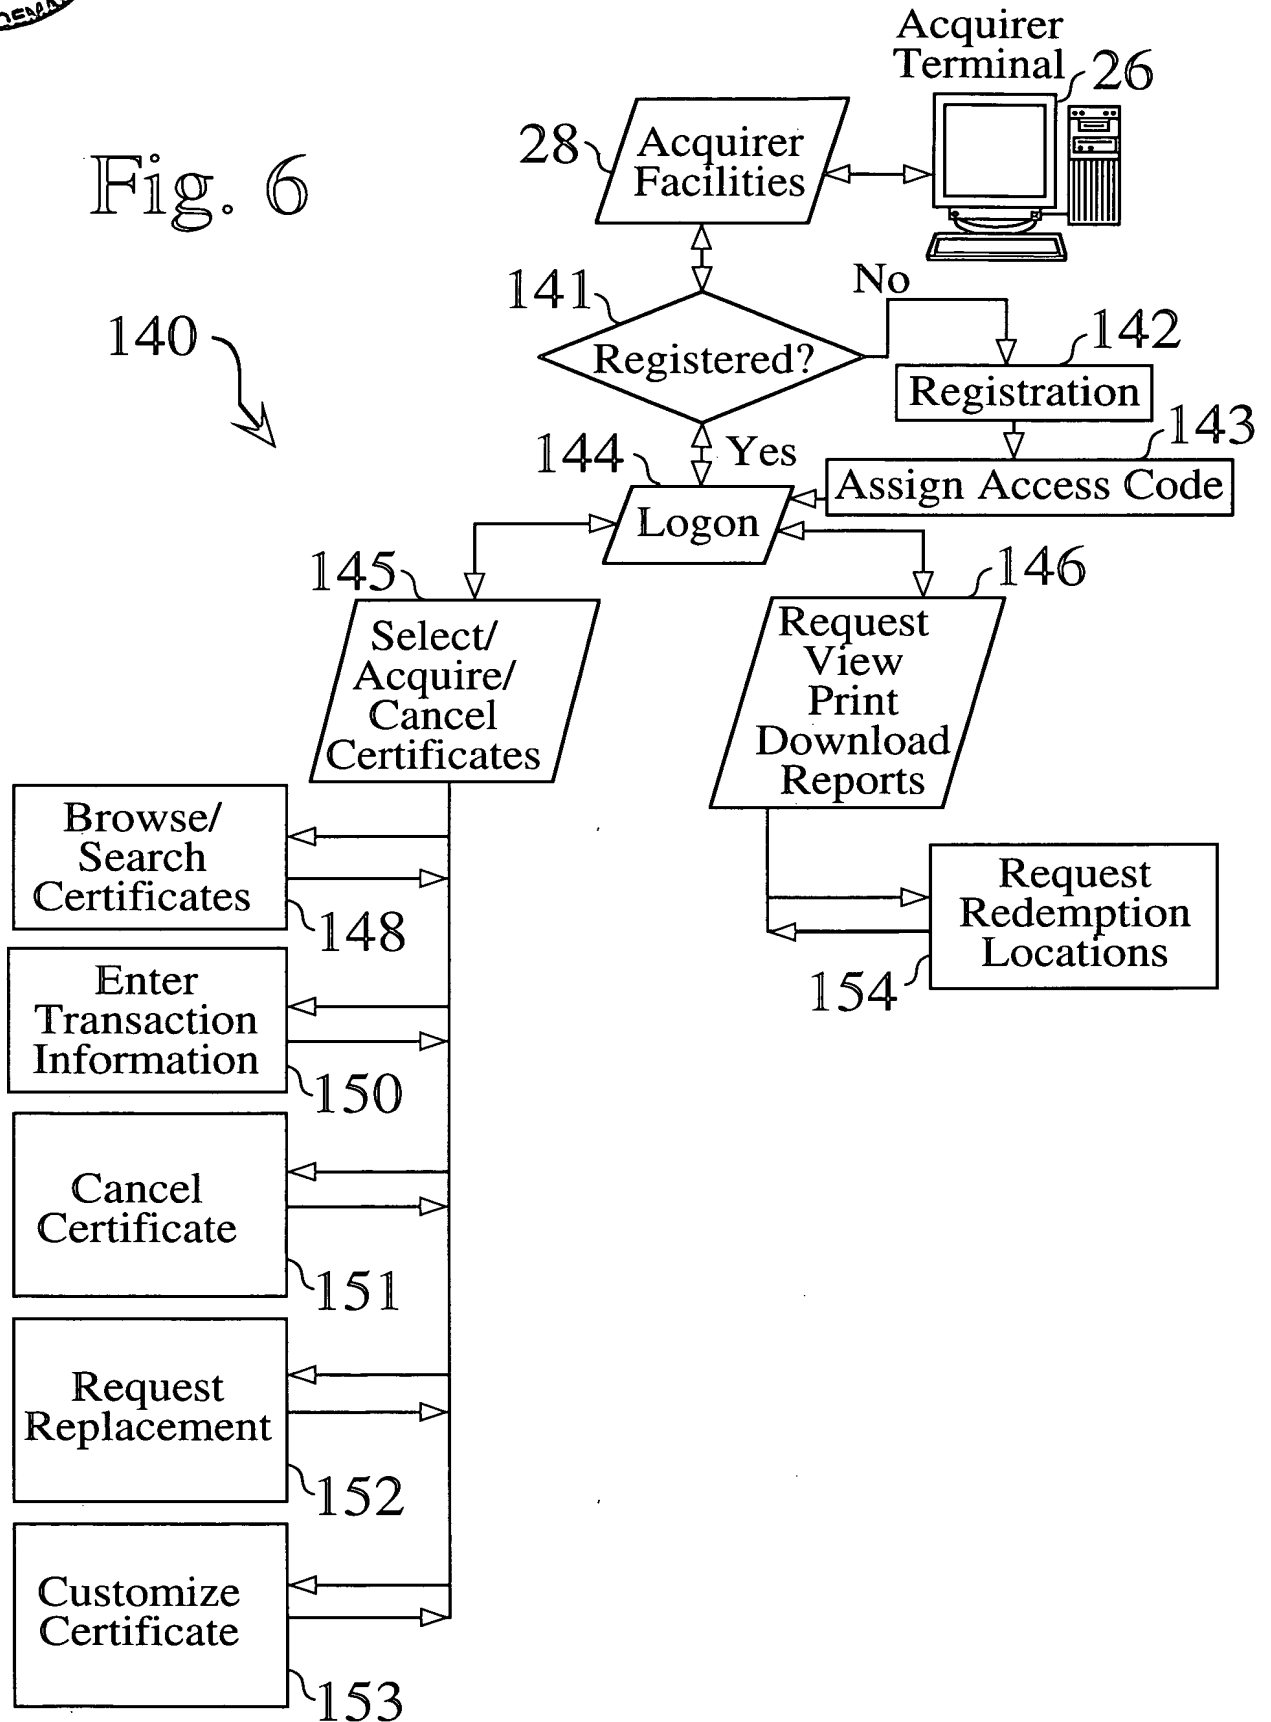 Acquirer
Terminal
26
28
Acquirer
Facilities
Fig. 6
No
141
140
142
Registered?
Registration
143
144
Yes
Assign Access Code
Logon
145
146
Select/
Acquire/
Cancel
Certificates
Request
View
Print
Download
Reports
Browse/
Search
Certificates
148
Request
Redemption
Locations
154
Enter
Transaction
Information
150
Cancel
Certificate
151
Request
Replacement
152
Customize
Certificate
153